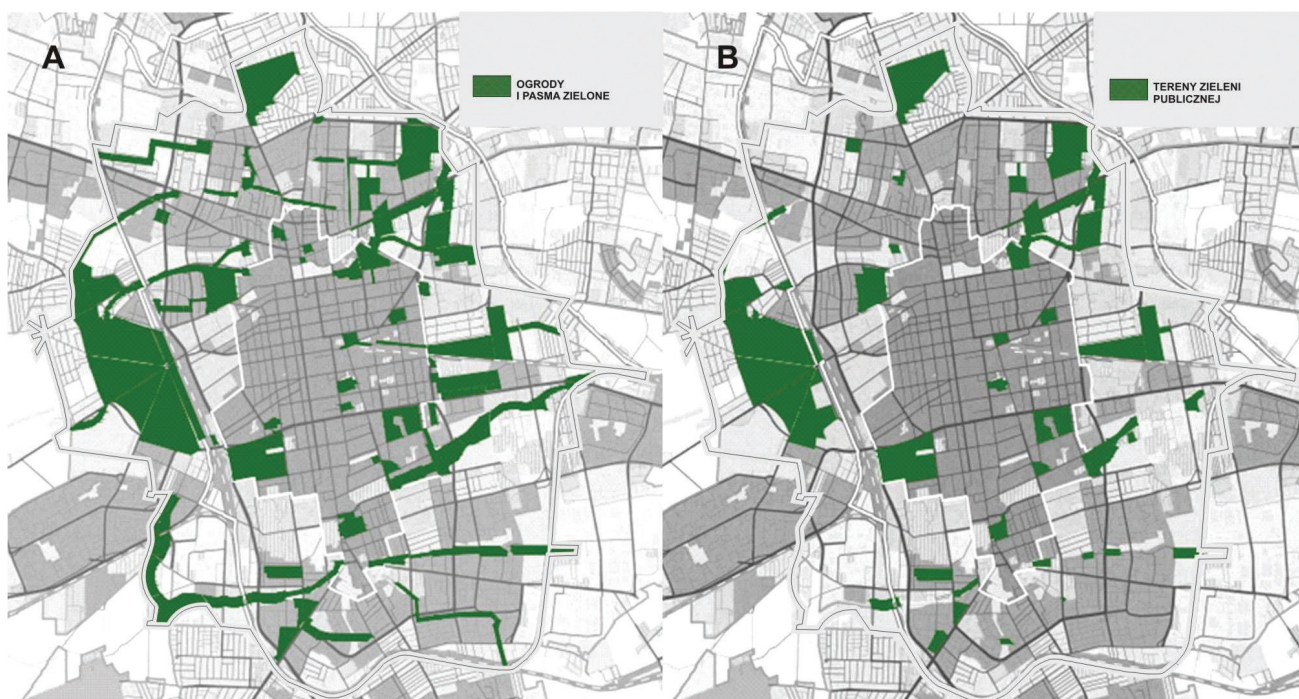 A
OGRODY
I PASMA ZIELONE
B
TERENY ZIELENI
PUBLICZNEJ